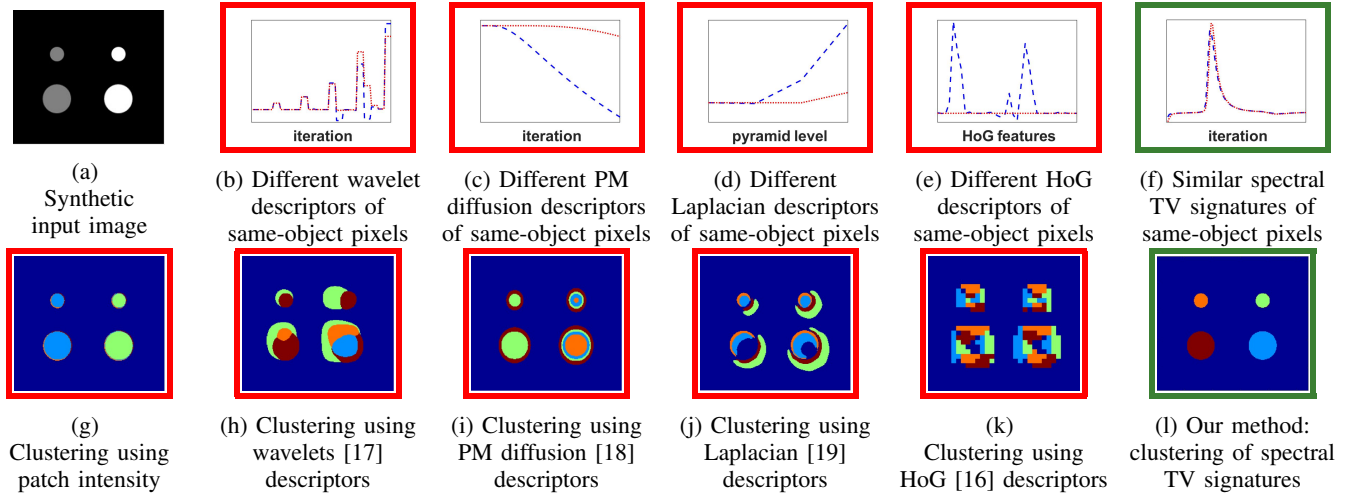 iteration
iteration
pyramid level
HoG features
iteration
(a)
Synthetic
input image
(b) Different wavelet
descriptors of
same-object pixels
(c) Different PM
diffusion descriptors
of same-object pixels
(d) Different
Laplacian descriptors
of same-object pixels
(e) Different HoG
descriptors of
same-object pixels
(f) Similar spectral
TV signatures of
same-object pixels
(g)
Clustering using
patch intensity
(h) Clustering using
wavelets [17]
descriptors
(i) Clustering using
PM diffusion [18]
descriptors
(j) Clustering using
Laplacian [19]
descriptors
(k)
Clustering using
HoG [16] descriptors
(l) Our method:
clustering of spectral
TV signatures